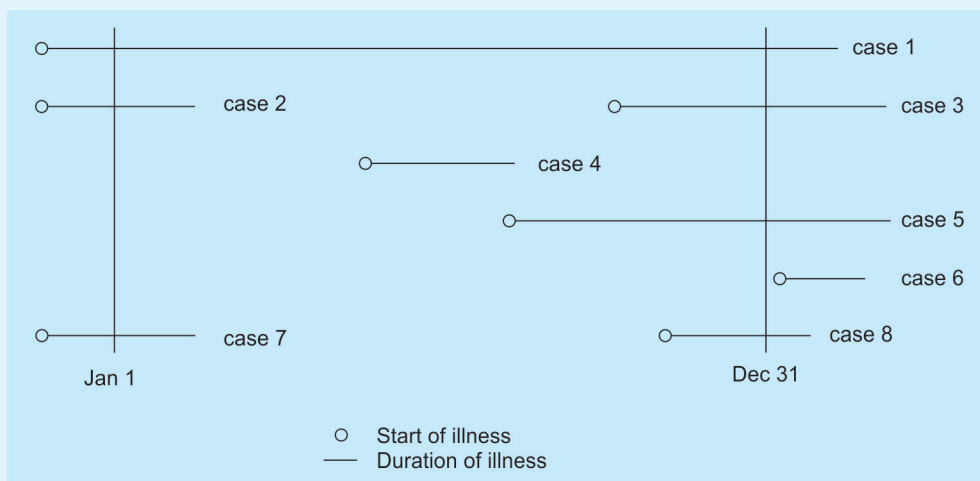 case 1
case 2
case 3
case 4
case 5
case 6
case 7
case 8
Jan 1
Dec 31
Start of illness
Duration of illness